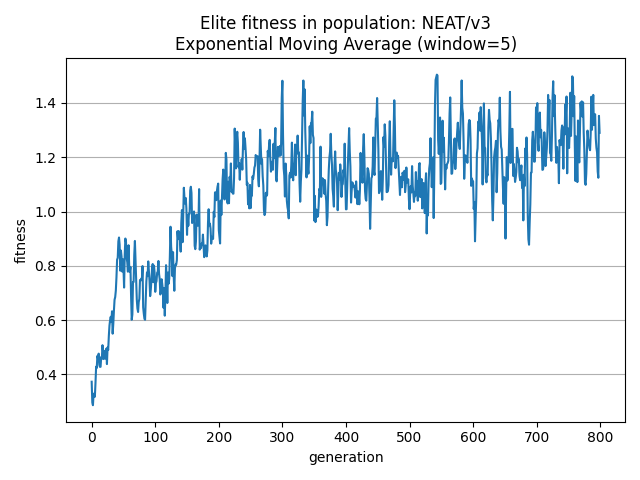 Elite fitness in population: NEAT/v3
Exponential Moving Average (window=5)
fitness
1.4
1.2
1.0
0.8
0.6
0.4
0 100 200 300 400 500 600 700 800
generation